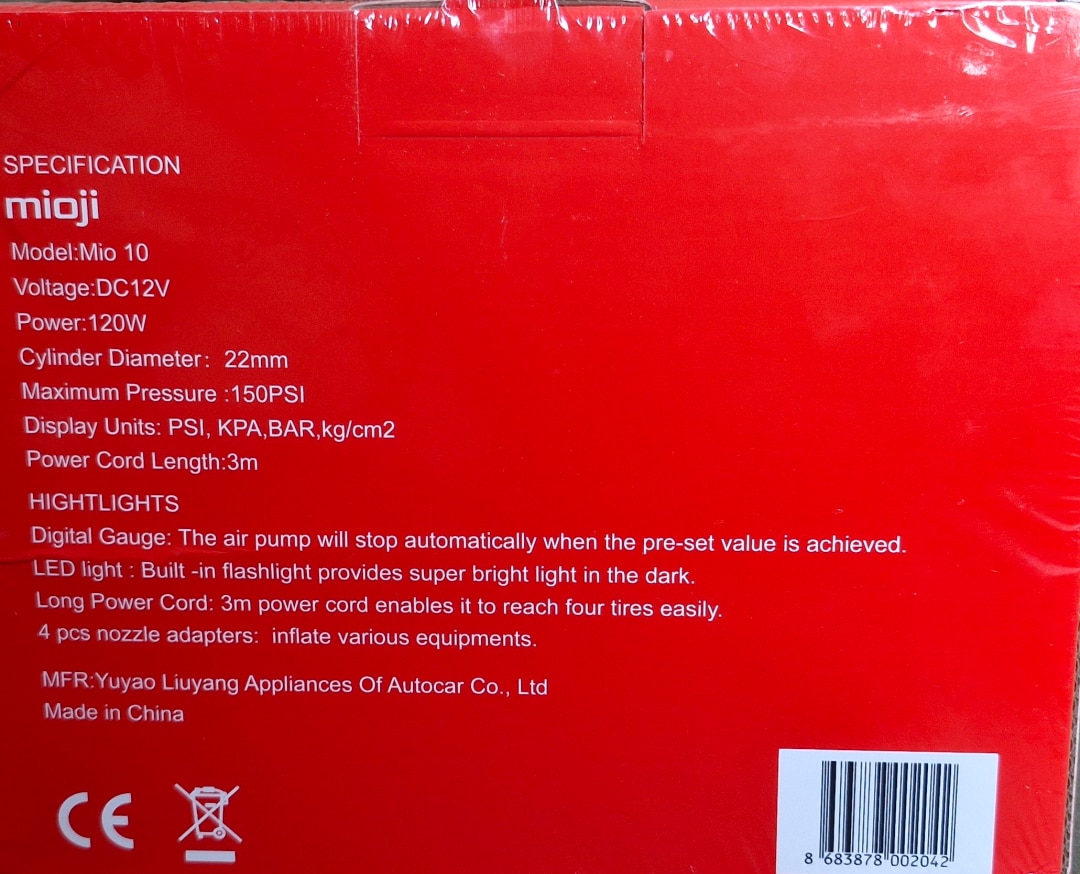 SPECIFICATION
mioji
Model:Mio 10
Voltage:DC12V
Power:120W
Cylinder Diameter: 22mm
Maximum Pressure :150PSI
Display Units: PSI, KPA,BAR,kg/cm2
Power Cord Length:3m
HIGHTLIGHTS
Digital Gauge: The air pump will stop automatically when the pre-set value is achieved.
LED light : Built -in flashlight provides super bright light in the dark.
Long Power Cord: 3m power cord enables it to reach four tires easily.
4 pcs nozzle adapters: inflate various equipments.
MFR:Yuyao Liuyang Appliances Of Autocar Co., Ltd
Made in China
CE
8 683878 002042